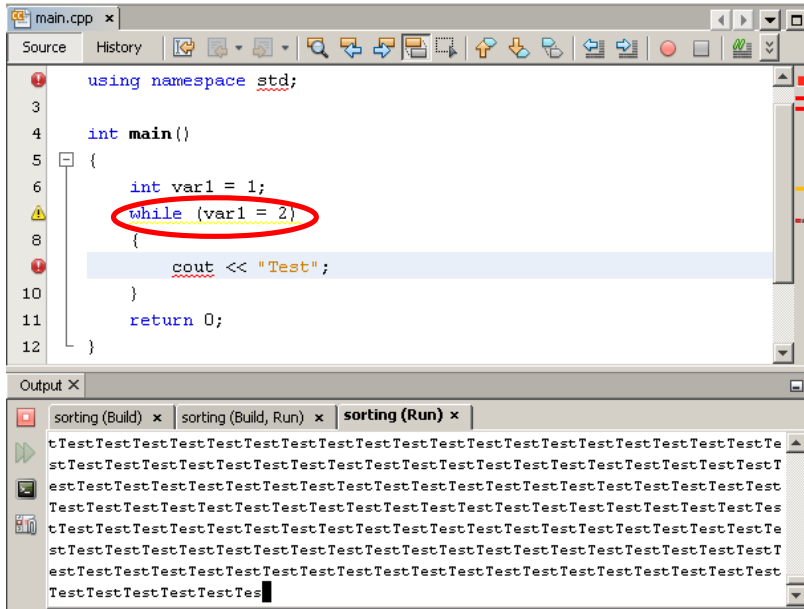 main.cpp
Source History
using namespace std;
3
4 int main()
5 {
6 int var1 = 1;
while (var1 = 2)
8 {
cout << "Test";
10 }
11 return 0;
12 }
Output
sorting (Build) sorting (Build, Run) sorting (Run)
tTestTestTestTestTestTestTestTestTestTestTestTestTestTestTestTestTestTestTestTe
stTestTestTestTestTestTestTestTestTestTestTestTestTestTestTestTestTestTestTestT
estTestTestTestTestTestTestTestTestTestTestTestTestTestTestTestTestTestTestTest
TestTestTestTestTestTestTestTestTestTestTestTestTestTestTestTestTestTestTestTes
tTestTestTestTestTestTestTestTestTestTestTestTestTestTestTestTestTestTestTestTe
stTestTestTestTestTestTestTestTestTestTestTestTestTestTestTestTestTestTestTestT
estTestTestTestTestTestTestTestTestTestTestTestTestTestTestTestTestTestTestTest
TestTestTestTestTestTes